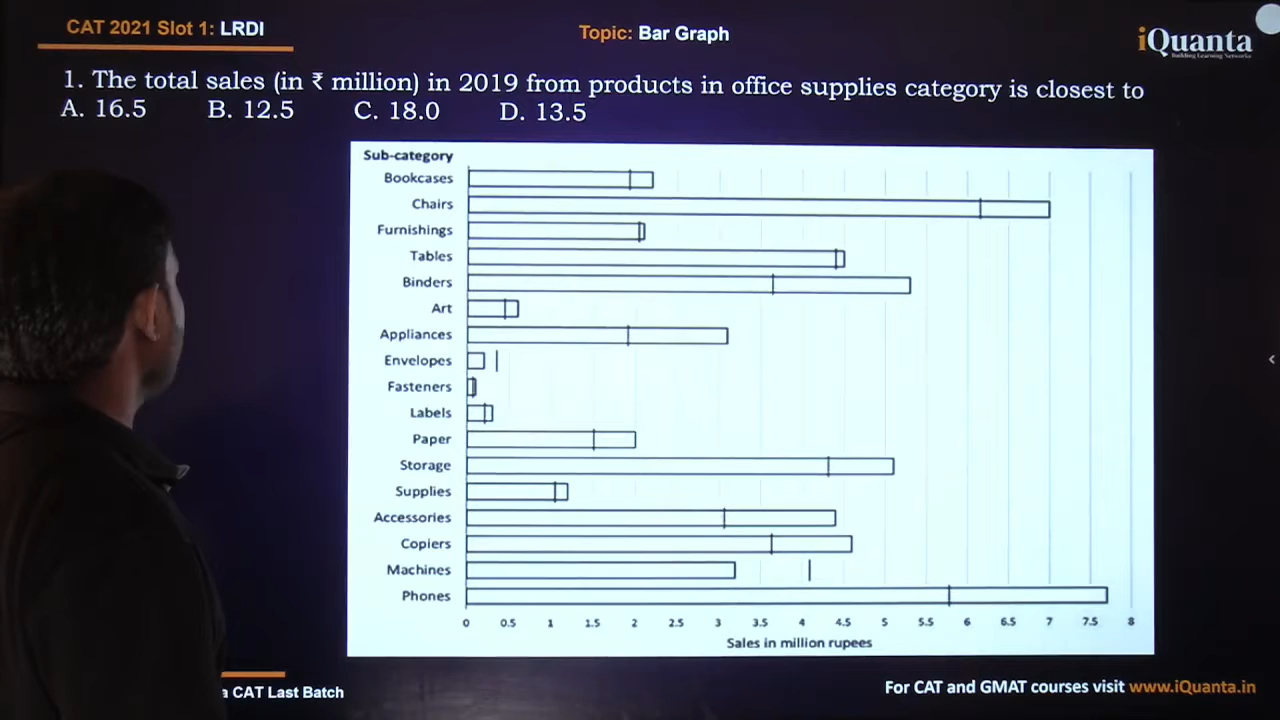 CAT 2021 Slot 1: LRDI
Topic: Bar Graph
iQuanta
Building Learning Networks
1. The total sales (in ₹ million) in 2019 from products in office supplies category is closest to
A. 16.5 B. 12.5 C. 18.0 D. 13.5
Sub-category
Bookcases
Chairs
Furnishings
Tables
Binders
Art
Appliances
Envelopes
Fasteners
Labels
Paper
Storage
Supplies
Accessories
Copiers
Machines
Phones
0 0.5 1 1.5 2 2.5 3 3.5 4 4.5 5 5.5 6 6.5 7 7.5 8
Sales in million rupees
a CAT Last Batch
For CAT and GMAT courses visit www.iQuanta.in